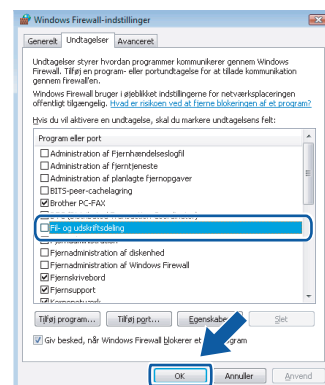 Windows Firewall-indstillinger
Generelt Undtagelser Avanceret
Undtagelser styrer hvordan programmer kommunikerer gennem Windows
Firewall. Tilføj en program- eller portundtagelse for at tillade kommunikation
gennem firewall'en.
Windows Firewall bruger i øjeblikket indstillingerne for netværksplaceringen
offentligt tilgængelig. Hvad er risikoen ved at fjerne blokeringen af et program?
Hvis du vil aktivere en undtagelse, skal du markere undtagelsens felt:
Program eller port
Administration af Fjernhandelseslogfil
Administration af fjerntjeneste
Administration af planlagte fjernopgaver
BITS-peer-cachelagring
Brother PC-FAX
Fil- og udskriftsdeling
Fjernadministration af diskenhed
Fjernadministration af Windows Firewall
Fjernskrivebord
Fjernsupport
Tilføj program... Tilføj port... Slet
Giv besked, når Windows Firewall blokerer et
OK Annuller Anvend